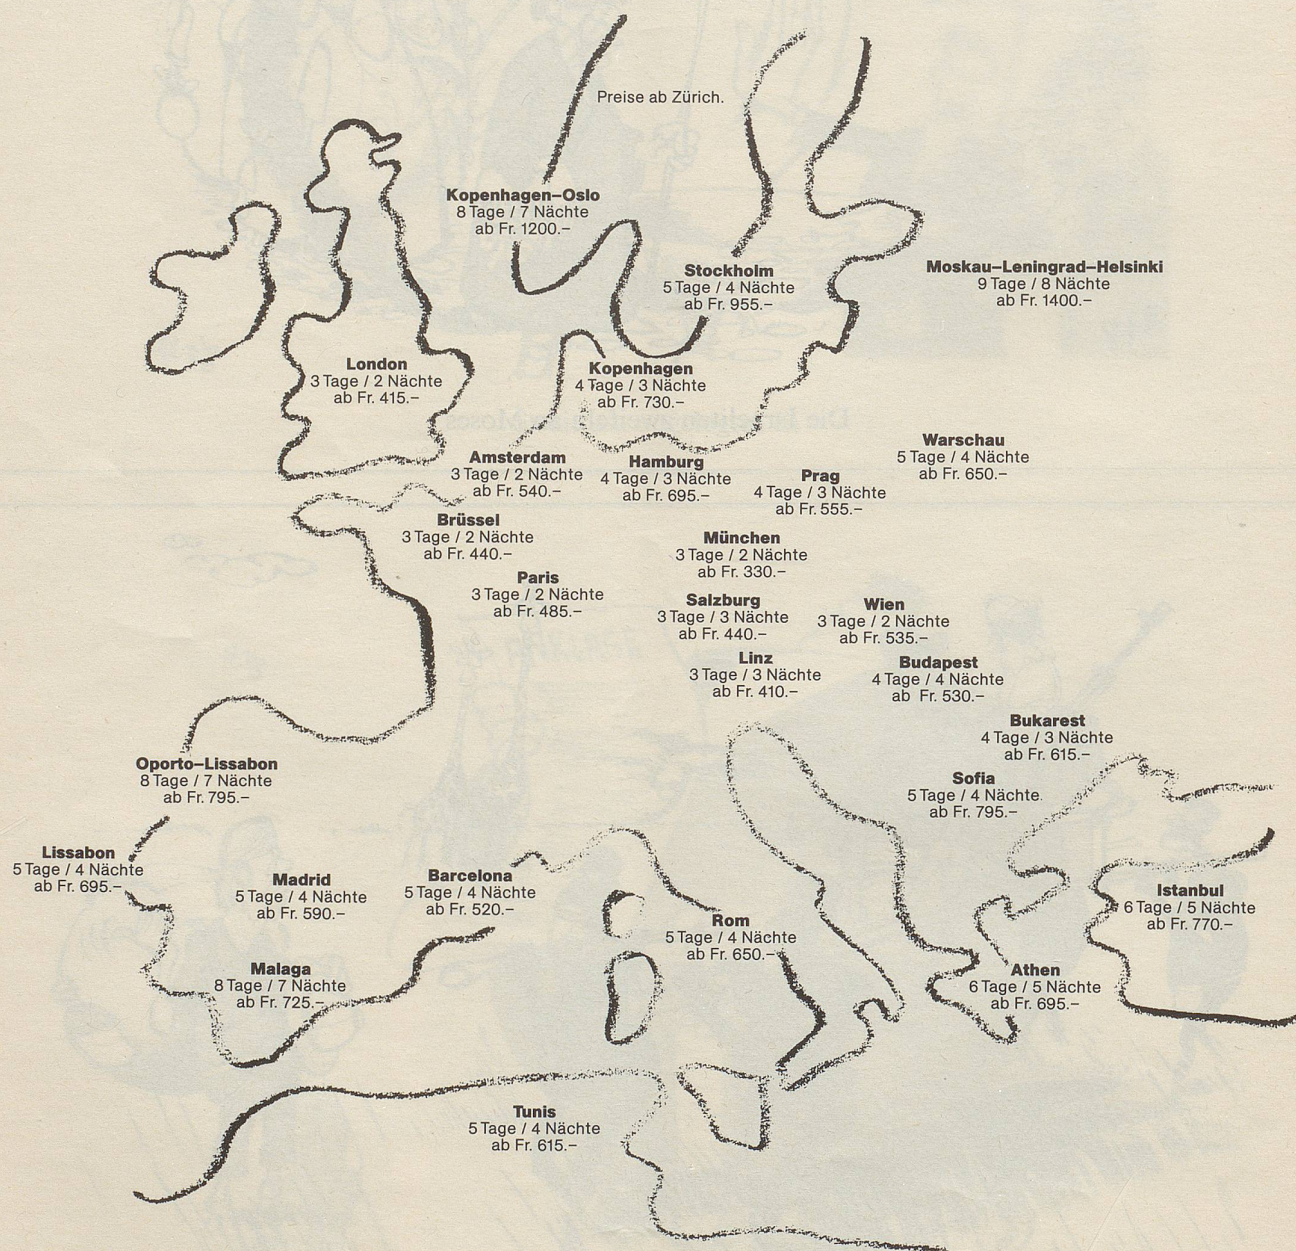 Preise ab Zürich.
Kopenhagen–Oslo
8 Tage / 7 Nächte
ab Fr. 1200.–
Stockholm
5 Tage / 4 Nächte
ab Fr. 955.–
Moskau–Leningrad–Helsinki
9 Tage / 8 Nächte
ab Fr. 1400.–
London
3 Tage / 2 Nächte
ab Fr. 415.–
Kopenhagen
4 Tage / 3 Nächte
ab Fr. 730.–
Warschau
5 Tage / 4 Nächte
ab Fr. 650.–
Amsterdam
3 Tage / 2 Nächte
ab Fr. 540.–
Hamburg
4 Tage / 3 Nächte
ab Fr. 695.–
Prag
4 Tage / 3 Nächte
ab Fr. 555.–
Brüssel
3 Tage / 2 Nächte
ab Fr. 440.–
München
3 Tage / 2 Nächte
ab Fr. 330.–
Paris
3 Tage / 2 Nächte
ab Fr. 485.–
Salzburg
3 Tage / 3 Nächte
ab Fr. 440.–
Wien
3 Tage / 2 Nächte
ab Fr. 535.–
Linz
3 Tage / 3 Nächte
ab Fr. 410.–
Budapest
4 Tage / 4 Nächte
ab Fr. 530.–
Bukarest
4 Tage / 3 Nächte
ab Fr. 615.–
Oporto–Lissabon
8 Tage / 7 Nächte
ab Fr. 795.–
Sofia
5 Tage / 4 Nächte
ab Fr. 795.–
Lissabon
5 Tage / 4 Nächte
ab Fr. 695.–
Madrid
5 Tage / 4 Nächte
ab Fr. 590.–
Barcelona
5 Tage / 4 Nächte
ab Fr. 520.–
Rom
5 Tage / 4 Nächte
ab Fr. 650.–
Istanbul
6 Tage / 5 Nächte
ab Fr. 770.–
Malaga
8 Tage / 7 Nächte
ab Fr. 725.–
Athen
6 Tage / 5 Nächte
ab Fr. 695.–
Tunis
5 Tage / 4 Nächte
ab Fr. 615.–